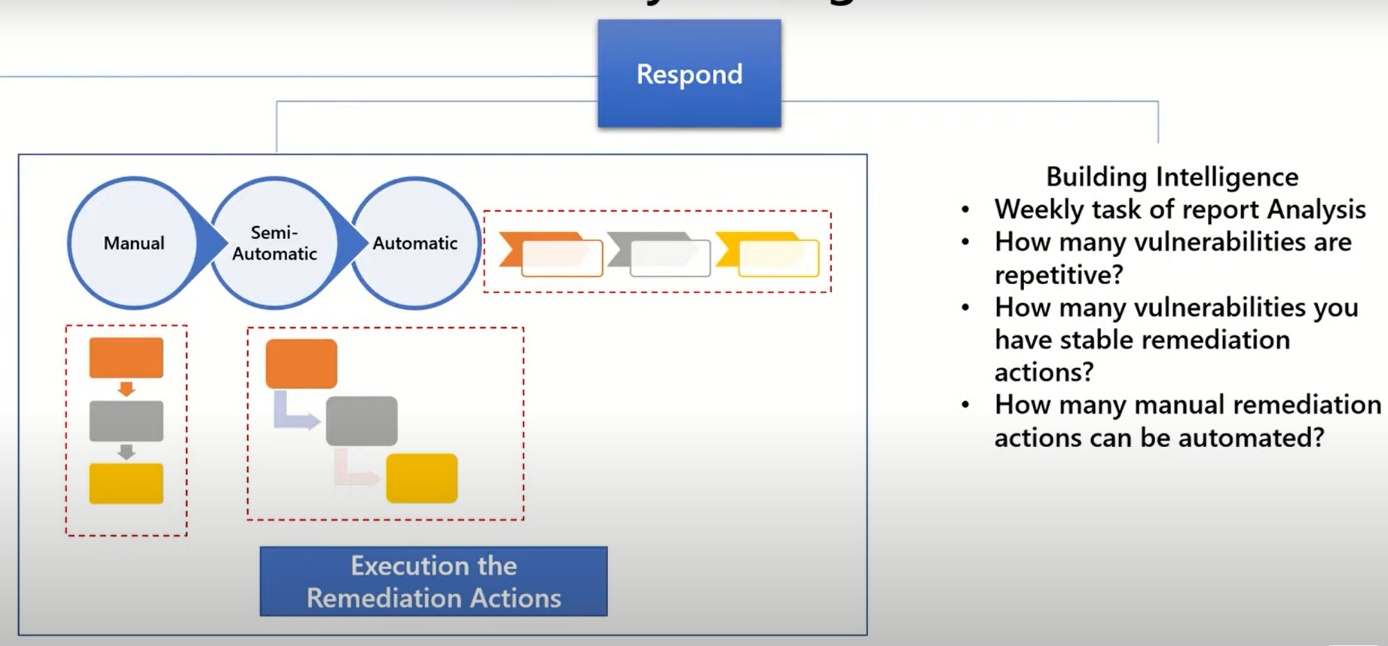 Respond
Manual
Semi-
Automatic
Automatic
Execution the
Remediation Actions
Building Intelligence
• Weekly task of report Analysis
• How many vulnerabilities are
repetitive?
• How many vulnerabilities you
have stable remediation
actions?
• How many manual remediation
actions can be automated?